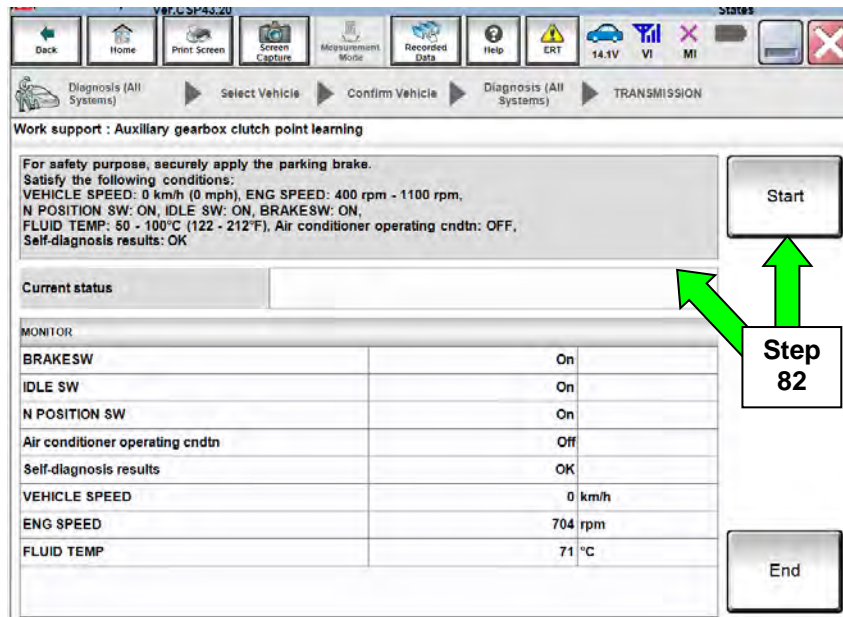 Ver.CSP43.20
States
Back
Home
Print Screen
Screen
Capture
Measurement
Mode
Recorded
Data
Help
ERT
14.1V
VI
MI
Diagnosis (All
Systems)
Select Vehicle
Confirm Vehicle
Diagnosis (All
Systems)
TRANSMISSION
Work support : Auxiliary gearbox clutch point learning
For safety purpose, securely apply the parking brake.
Satisfy the following conditions:
VEHICLE SPEED: 0 km/h (0 mph), ENG SPEED: 400 rpm - 1100 rpm,
N POSITION SW: ON, IDLE SW: ON, BRAKESW: ON,
FLUID TEMP: 50 - 100°C (122 - 212°F), Air conditioner operating cndtn: OFF,
Self-diagnosis results: OK
Start
Current status
MONITOR
BRAKESW On
IDLE SW On
N POSITION SW On
Air conditioner operating cndtn Off
Self-diagnosis results OK
VEHICLE SPEED 0 km/h
ENG SPEED 704 rpm
FLUID TEMP 71 °C
Step
82
End